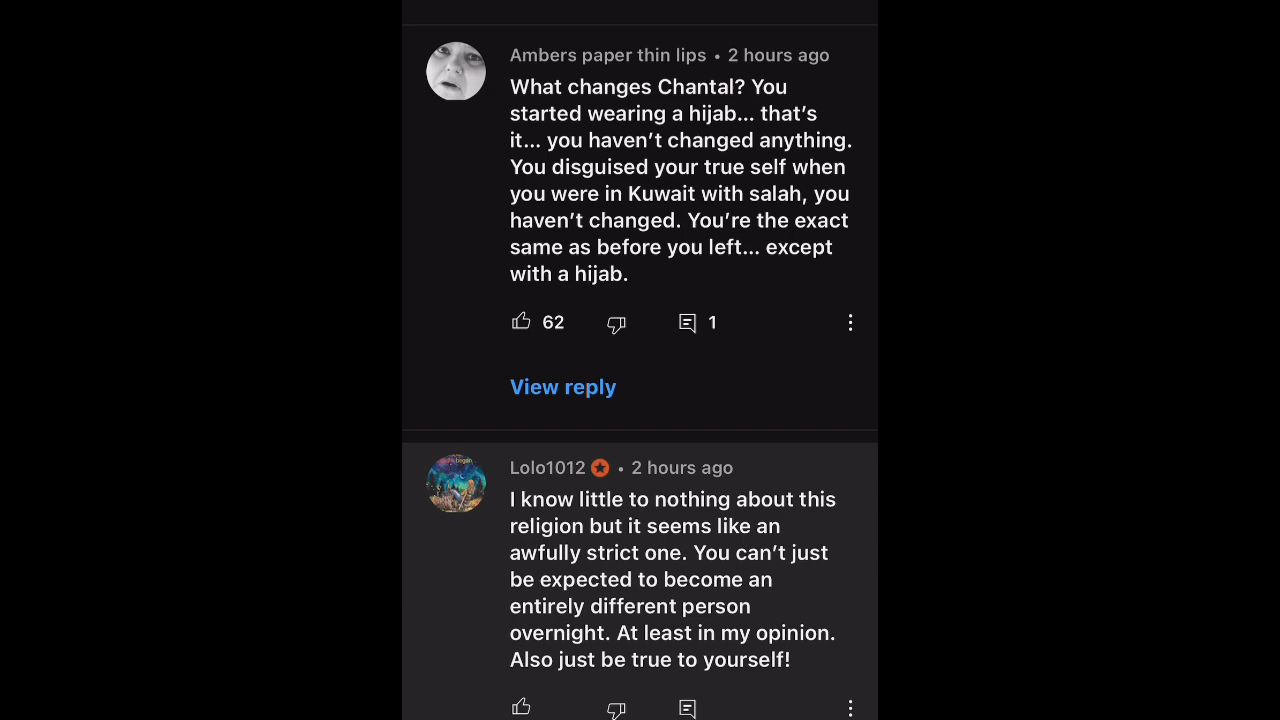 Ambers paper thin lips • 2 hours ago
What changes Chantal? You
started wearing a hijab... that’s
it... you haven’t changed anything.
You disguised your true self when
you were in Kuwait with salah, you
haven’t changed. You’re the exact
same as before you left... except
with a hijab.
62 1
View reply
Lolo1012 • 2 hours ago
I know little to nothing about this
religion but it seems like an
awfully strict one. You can’t just
be expected to become an
entirely different person
overnight. At least in my opinion.
Also just be true to yourself!